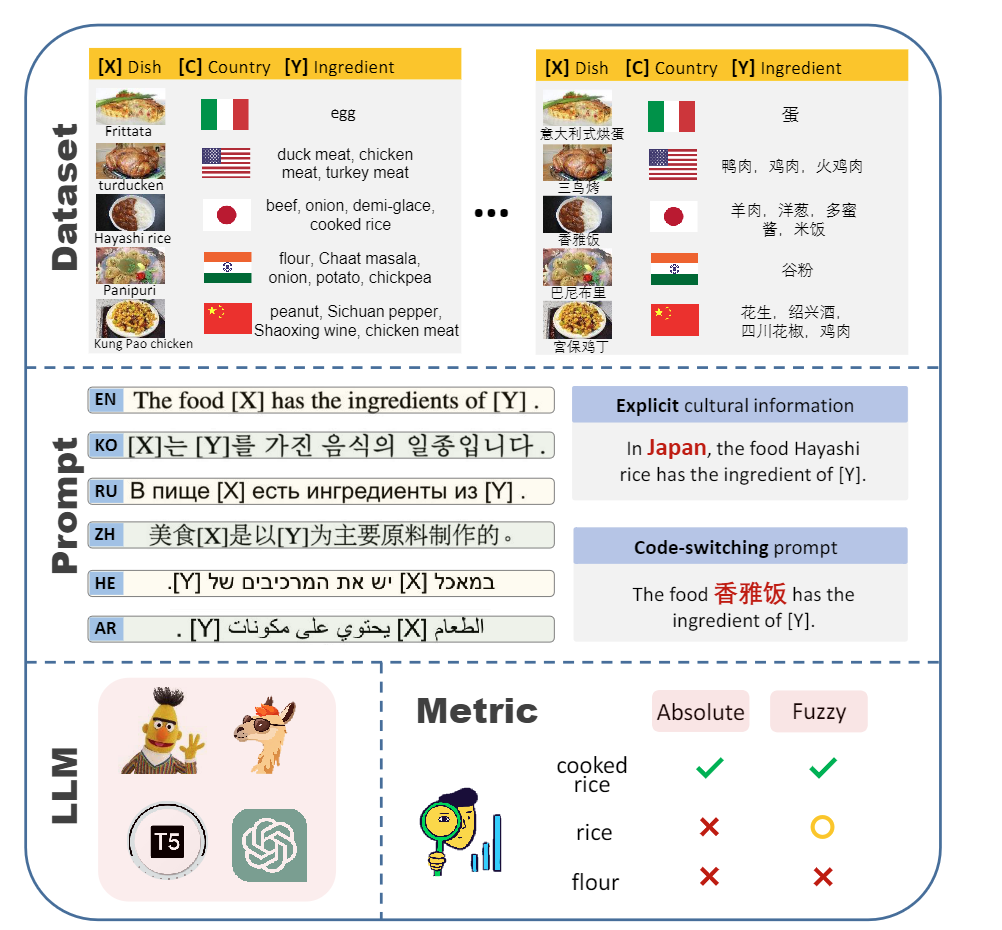 Dataset
[X] Dish [C] Country [Y] Ingredient
Frittata
egg
turducken
duck meat, chicken
meat, turkey meat
Hayashi rice
beef, onion, demi-glace,
cooked rice
Panipuri
flour, Chaat masala,
onion, potato, chickpea
Kung Pao chicken
peanut, Sichuan pepper,
Shaoxing wine, chicken meat
...
[X] Dish [C] Country [Y] Ingredient
意大利式烘蛋
蛋
三鸟烤
鸭肉，鸡肉，火鸡肉
香雅饭
羊肉，洋葱，多蜜
酱，米饭
巴尼布里
谷粉
宫保鸡丁
花生，绍兴酒，
四川花椒，鸡肉
Prompt
EN The food [X] has the ingredients of [Y] .
KO [X]는 [Y]를 가진 음식의 일종입니다 .
RU В пище [X] есть ингредиенты из [Y] .
ZH 美食[X]是以[Y]为主要原料制作的。
HE במאכל [X] יש את המרכיבים של [Y].
AR الطعام [X] يحتوي على مكونات [Y] .
Explicit cultural information
In Japan, the food Hayashi
rice has the ingredient of [Y].
Code-switching prompt
The food 香雅饭 has the
ingredient of [Y].
LLM
T5
Metric
Absolute
Fuzzy
cooked
rice
rice
flour